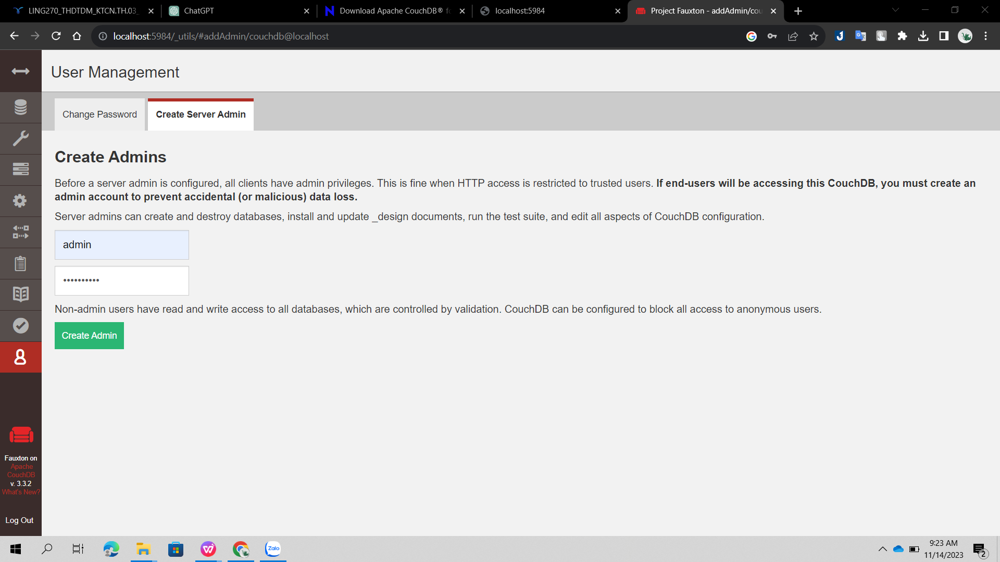 LING270_THDTDM_KTCN.TH.03_
ChatGPT
Download Apache CouchDB® fo
localhost:5984
Project Fauxton - addAdmin/cou
localhost:5984/_utils/#addAdmin/couchdb@localhost
User Management
Change Password
Create Server Admin
Create Admins
Before a server admin is configured, all clients have admin privileges. This is fine when HTTP access is restricted to trusted users. If end-users will be accessing this CouchDB, you must create an
admin account to prevent accidental (or malicious) data loss.
Server admins can create and destroy databases, install and update _design documents, run the test suite, and edit all aspects of CouchDB configuration.
admin
••••••••••
Non-admin users have read and write access to all databases, which are controlled by validation. CouchDB can be configured to block all access to anonymous users.
Create Admin
Fauxton on
Apache
CouchDB
v. 3.3.2
What's New?
Log Out
Zalo
9:23 AM
11/14/2023
2